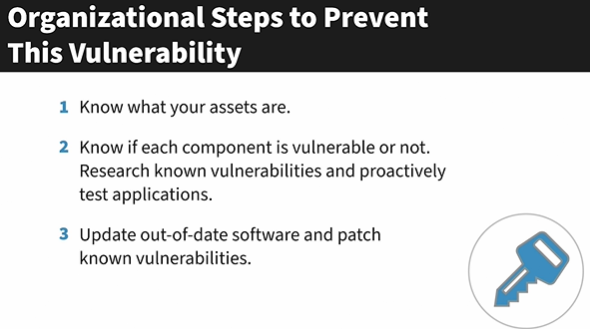 Organizational Steps to Prevent
This Vulnerability
1 Know what your assets are.
2 Know if each component is vulnerable or not.
Research known vulnerabilities and proactively
test applications.
3 Update out-of-date software and patch
known vulnerabilities.